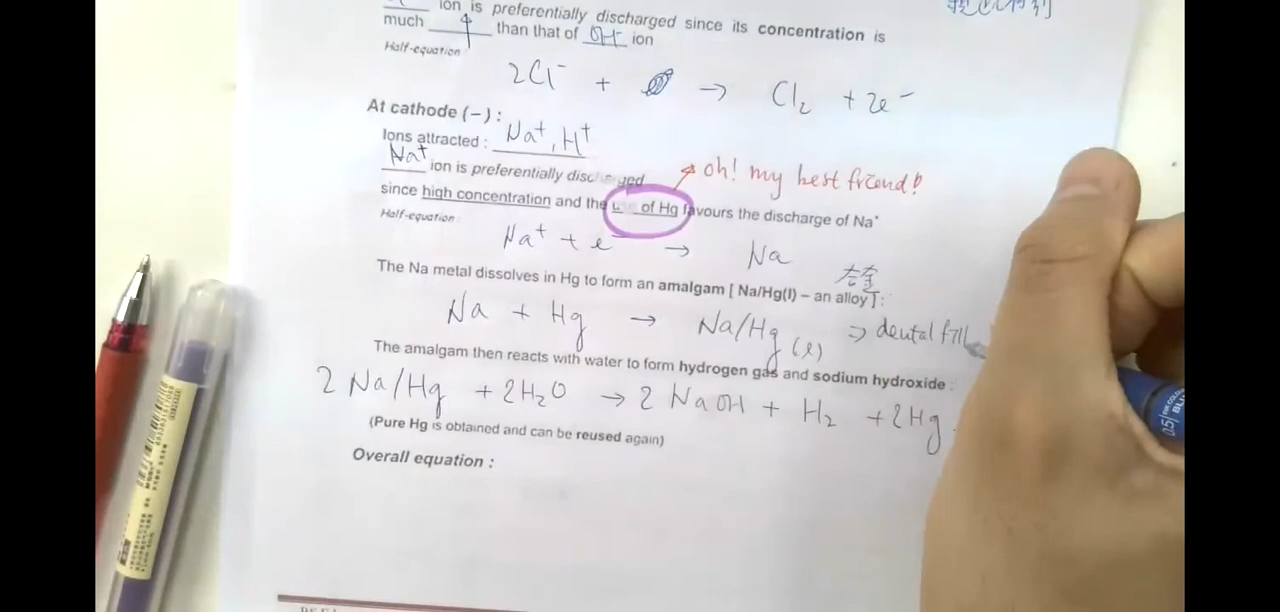 ion is preferentially discharged since its concentration is
much ↑ than that of OH⁻ ion
Half-equation
2Cl⁻ + → Cl₂ + 2e⁻
At cathode (−) :
Ions attracted : Na⁺, H⁺
Na⁺ ion is preferentially discharged
oh! my best friend!
since high concentration and the use of Hg favours the discharge of Na⁺
Half-equation :
Na⁺ + e⁻ → Na
The Na metal dissolves in Hg to form an amalgam [ Na/Hg(l) – an alloy ] :
Na + Hg → Na/Hg (l) ⇒ dental fill
The amalgam then reacts with water to form hydrogen gas and sodium hydroxide :
2 Na/Hg + 2H₂O → 2 NaOH + H₂ + 2Hg
(Pure Hg is obtained and can be reused again)
Overall equation :
0.5